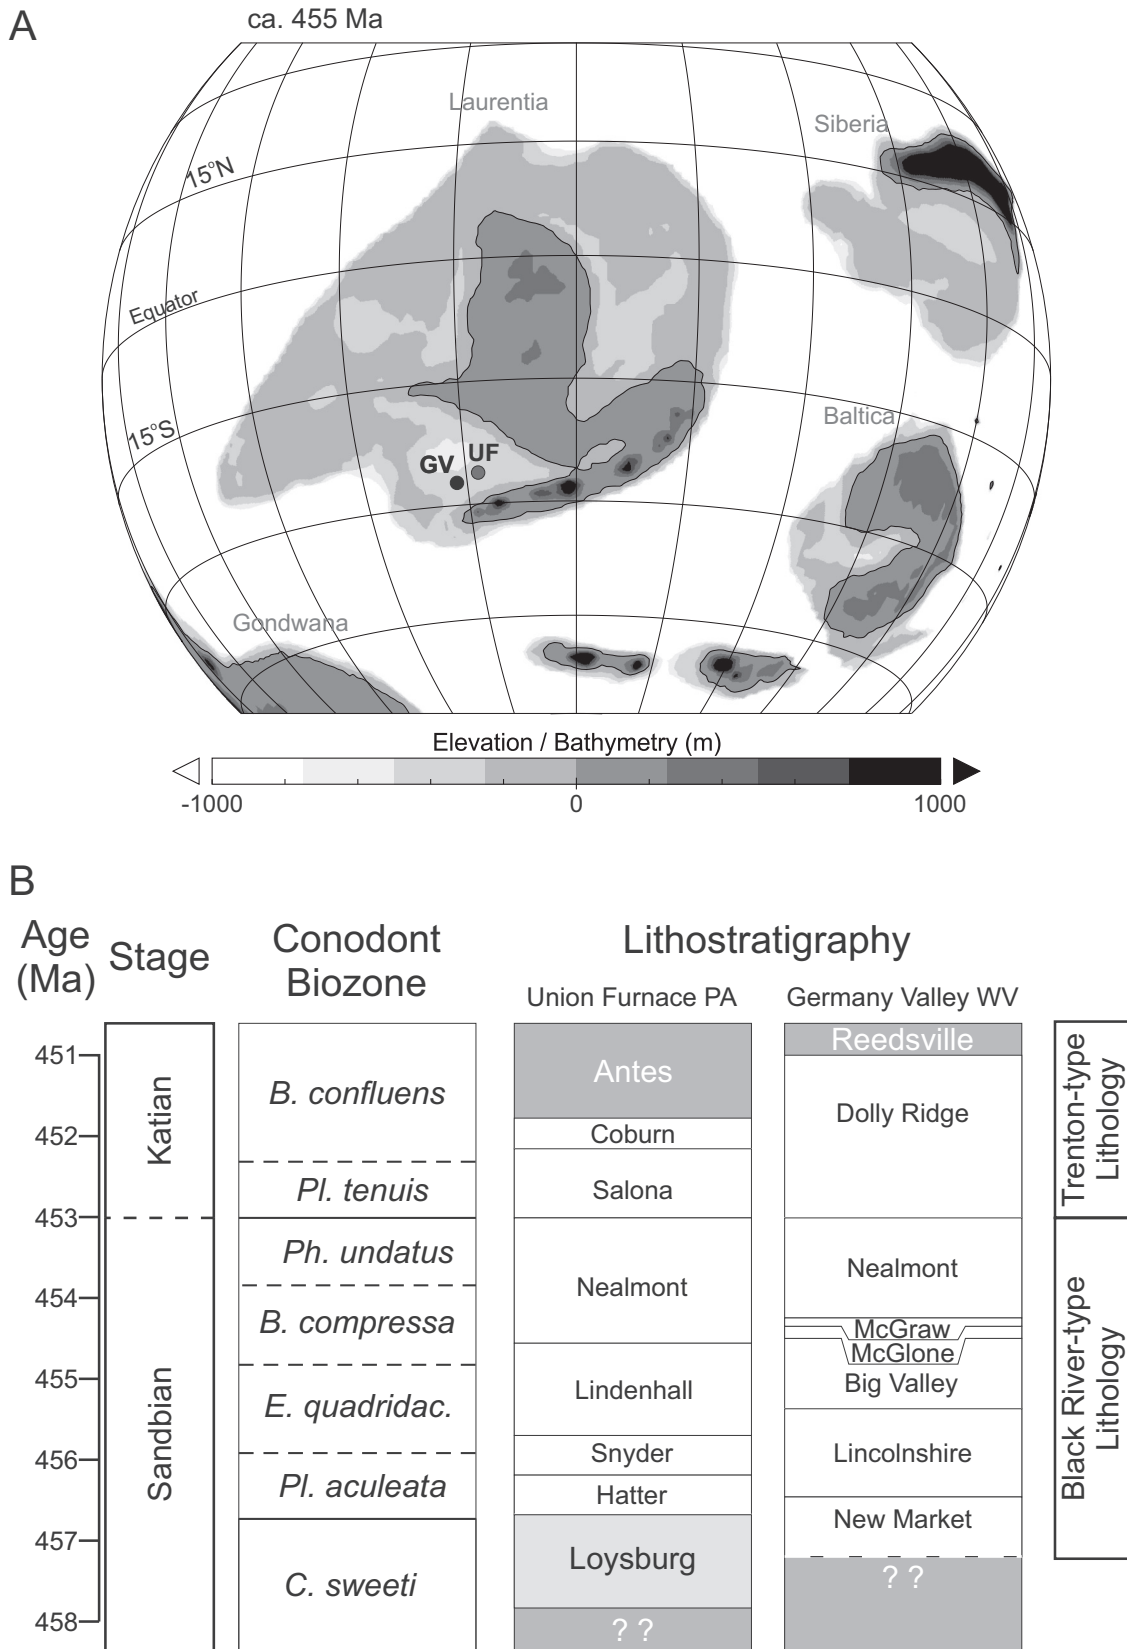 A
ca. 455 Ma
Laurentia
Siberia
15°N
Equator
15°S
Baltica
GV
UF
Gondwana
Elevation / Bathymetry (m)
-1000
0
1000
B
Age
(Ma)
Stage
Conodont
Biozone
Lithostratigraphy
Union Furnace PA
Germany Valley WV
451
452
453
454
455
456
457
458
Katian
Sandbian
B. confluens
Pl. tenuis
Ph. undatus
B. compressa
E. quadridac.
Pl. aculeata
C. sweeti
Antes
Coburn
Salona
Nealmont
Lindenhall
Snyder
Hatter
Loysburg
? ?
Reedsville
Dolly Ridge
Nealmont
McGraw
McGlone
Big Valley
Lincolnshire
New Market
? ?
Trenton-type
Lithology
Black River-type
Lithology